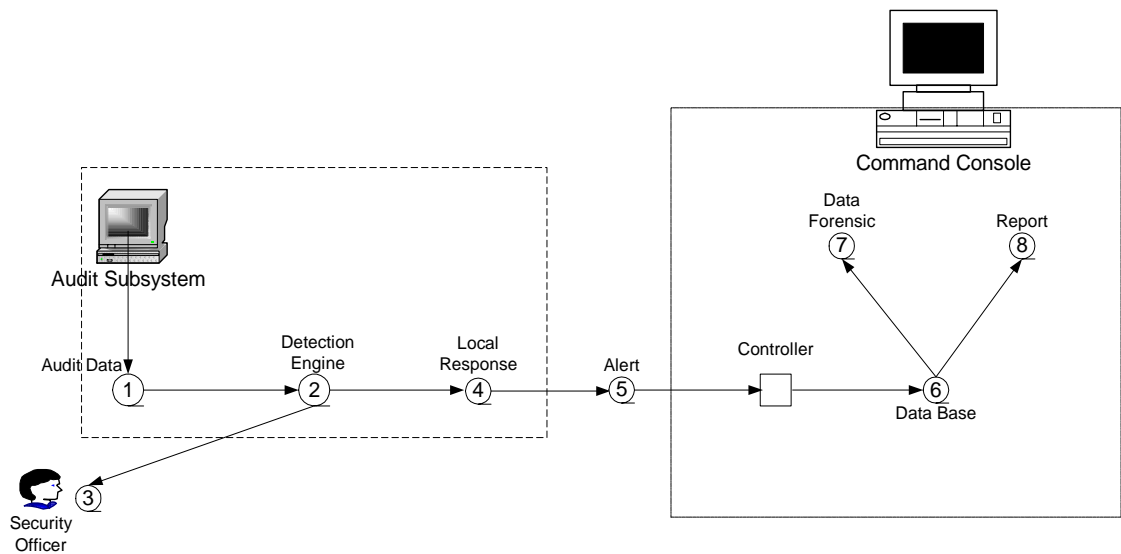 Command Console
Data
Forensic
7
Report
8
Audit Subsystem
Audit Data
1
Detection
Engine
2
Local
Response
4
Alert
5
Controller
6
Data Base
3
Security
Officer